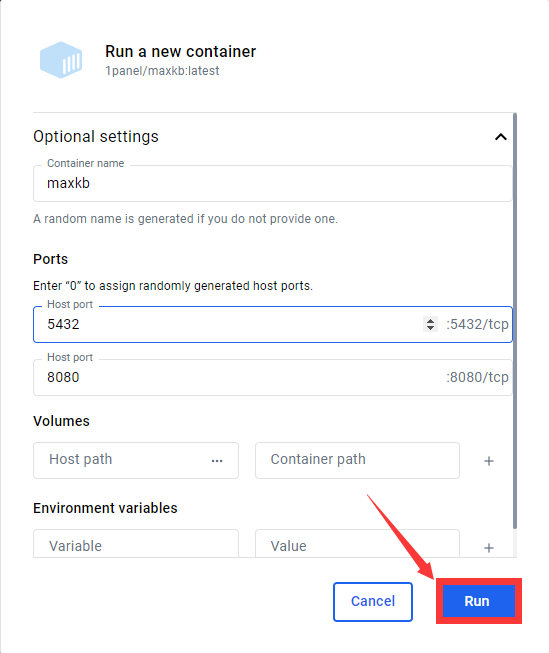 Run a new container
1panel/maxkb:latest
Optional settings
Container name
maxkb
A random name is generated if you do not provide one.
Ports
Enter “0” to assign randomly generated host ports.
Host port
5432 :5432/tcp
Host port
8080 :8080/tcp
Volumes
Host path ... Container path +
Environment variables
Variable Value +
Cancel Run